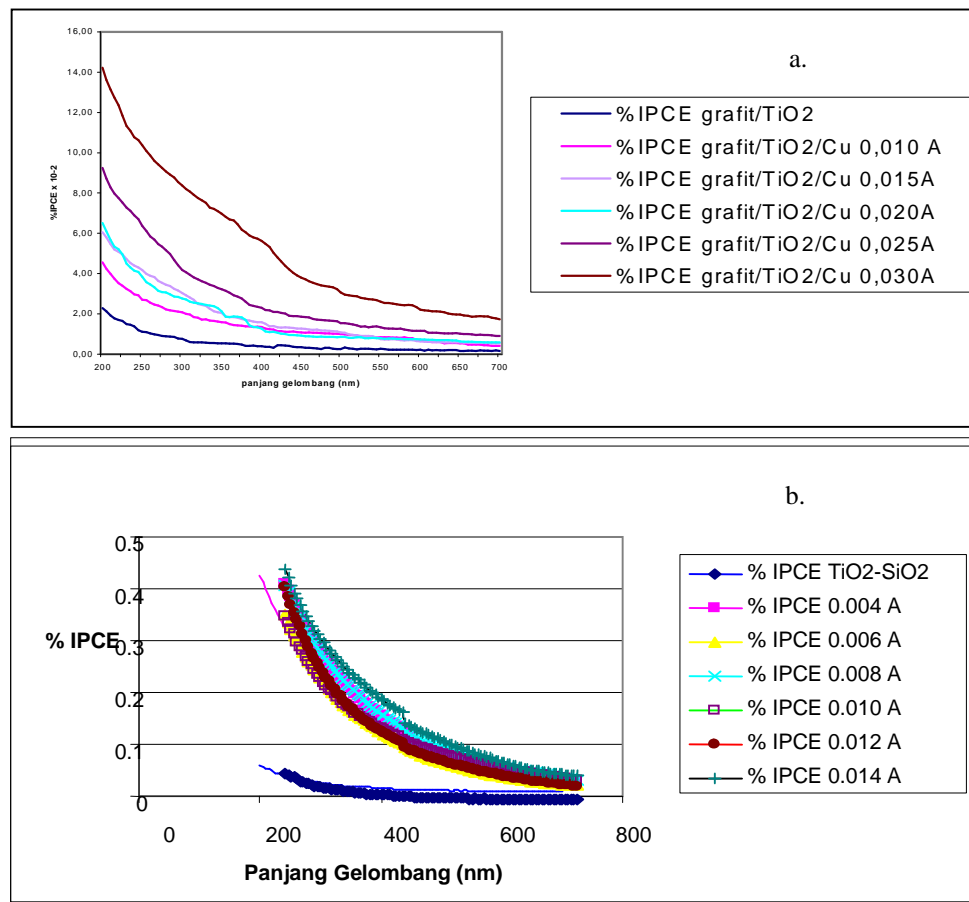 a.
16,00
14,00
12,00
10,00
8,00
6,00
4,00
2,00
0,00
%IPCE x 10-2
200 250 300 350 400 450 500 550 600 650 700
panjang gelombang (nm)
%IPCE grafit/TiO2
%IPCE grafit/TiO2/Cu 0,010 A
%IPCE grafit/TiO2/Cu 0,015A
%IPCE grafit/TiO2/Cu 0,020A
%IPCE grafit/TiO2/Cu 0,025A
%IPCE grafit/TiO2/Cu 0,030A
b.
0.5
0.4
0.3
0.2
0.1
0
% IPCE
0 200 400 600 800
Panjang Gelombang (nm)
% IPCE TiO2-SiO2
% IPCE 0.004 A
% IPCE 0.006 A
% IPCE 0.008 A
% IPCE 0.010 A
% IPCE 0.012 A
% IPCE 0.014 A